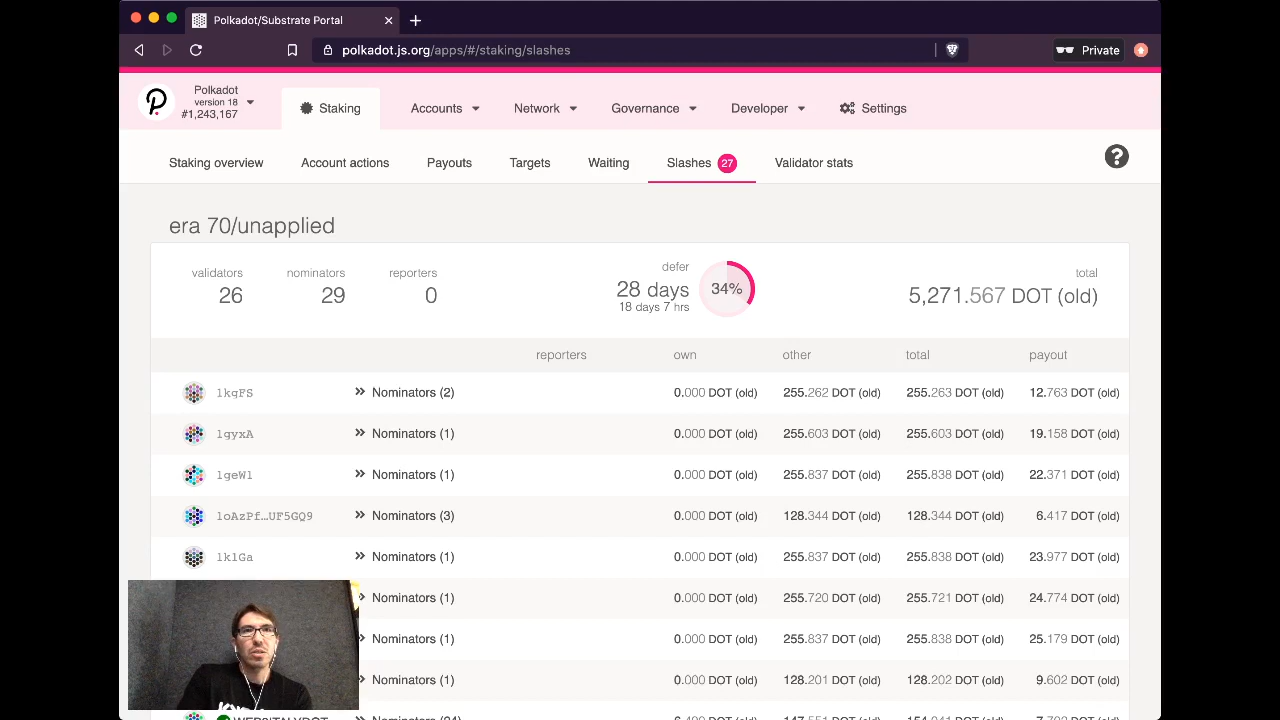 Polkadot/Substrate Portal
polkadot.js.org/apps/#/staking/slashes
Private
Polkadot
version 18
#1,243,167
Staking Accounts Network Governance Developer Settings
Staking overview Account actions Payouts Targets Waiting Slashes 27 Validator stats
era 70/unapplied
validators nominators reporters defer total
26 29 0 28 days 34% 5,271.567 DOT (old)
18 days 7 hrs
reporters own other total payout
1kgFS Nominators (2) 0.000 DOT (old) 255.262 DOT (old) 255.263 DOT (old) 12.763 DOT (old)
1gyxA Nominators (1) 0.000 DOT (old) 255.603 DOT (old) 255.603 DOT (old) 19.158 DOT (old)
1geW1 Nominators (1) 0.000 DOT (old) 255.837 DOT (old) 255.838 DOT (old) 22.371 DOT (old)
1oAzPf…UF5GQ9 Nominators (3) 0.000 DOT (old) 128.344 DOT (old) 128.344 DOT (old) 6.417 DOT (old)
1k1Ga Nominators (1) 0.000 DOT (old) 255.837 DOT (old) 255.838 DOT (old) 23.977 DOT (old)
Nominators (1) 0.000 DOT (old) 255.720 DOT (old) 255.721 DOT (old) 24.774 DOT (old)
Nominators (1) 0.000 DOT (old) 255.837 DOT (old) 255.838 DOT (old) 25.179 DOT (old)
Nominators (1) 0.000 DOT (old) 128.201 DOT (old) 128.202 DOT (old) 9.602 DOT (old)